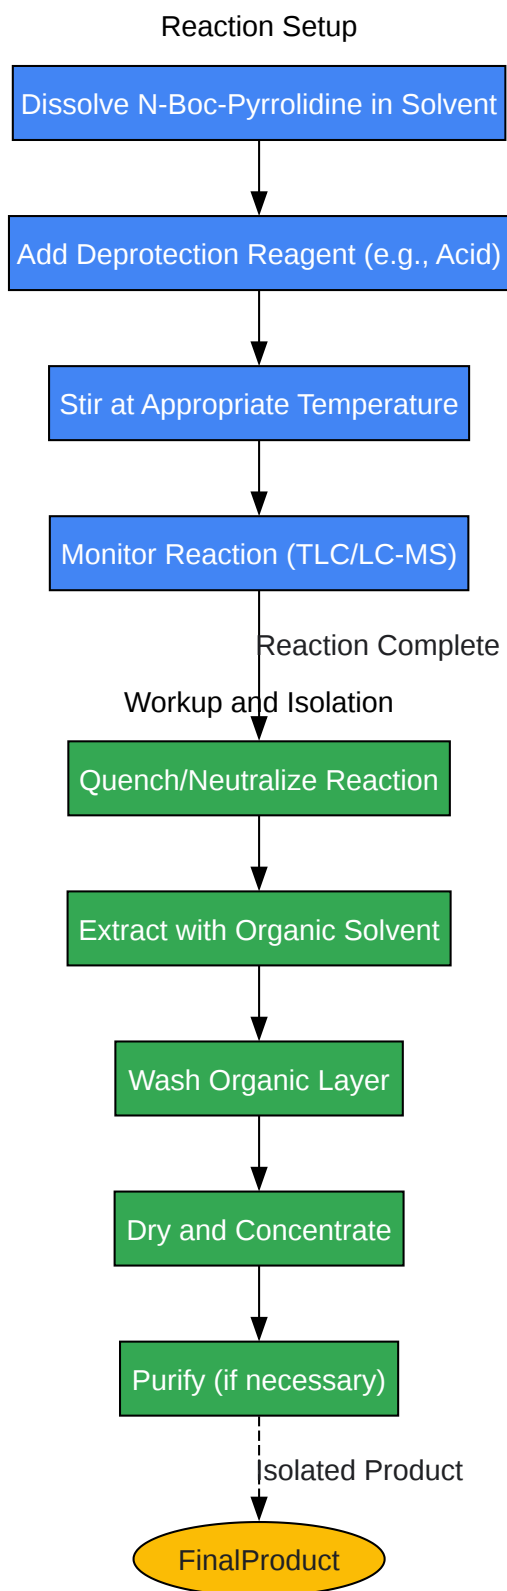 Reaction Setup
Dissolve N-Boc-Pyrrolidine in Solvent
Add Deprotection Reagent (e.g., Acid)
Stir at Appropriate Temperature
Monitor Reaction (TLC/LC-MS)
Reaction Complete
Workup and Isolation
Quench/Neutralize Reaction
Extract with Organic Solvent
Wash Organic Layer
Dry and Concentrate
Purify (if necessary)
Isolated Product
FinalProduct